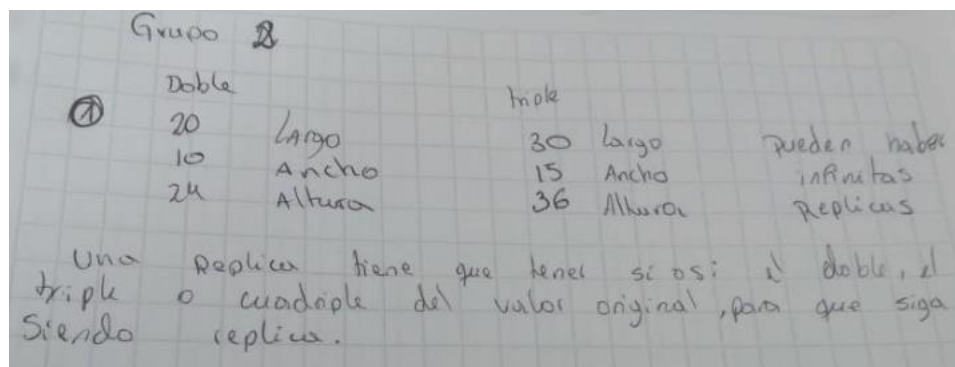 Grupo 2
Doble triple
① 20 Largo 30 Largo Pueden haber
10 Ancho 15 Ancho infinitas
24 Altura 36 Altura Replicas
Una Replica tiene que tener si osi el doble, el
triple o cuadriple del valor original, para que siga
siendo replica.